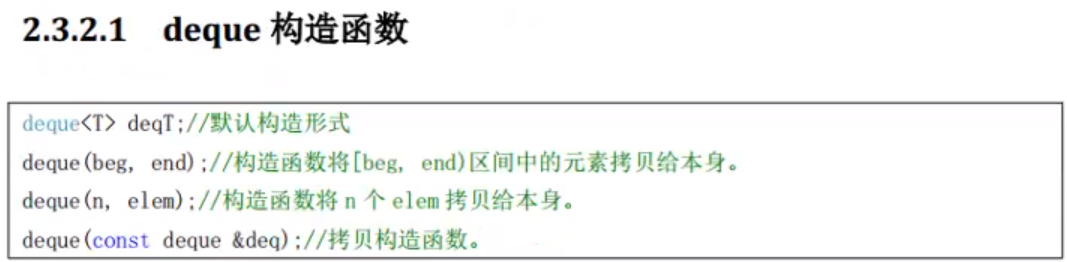 2.3.2.1 deque 构造函数
deque<T> deqT;//默认构造形式
deque(beg, end);//构造函数将[beg, end)区间中的元素拷贝给本身。
deque(n, elem);//构造函数将 n 个 elem 拷贝给本身。
deque(const deque &deq);//拷贝构造函数。